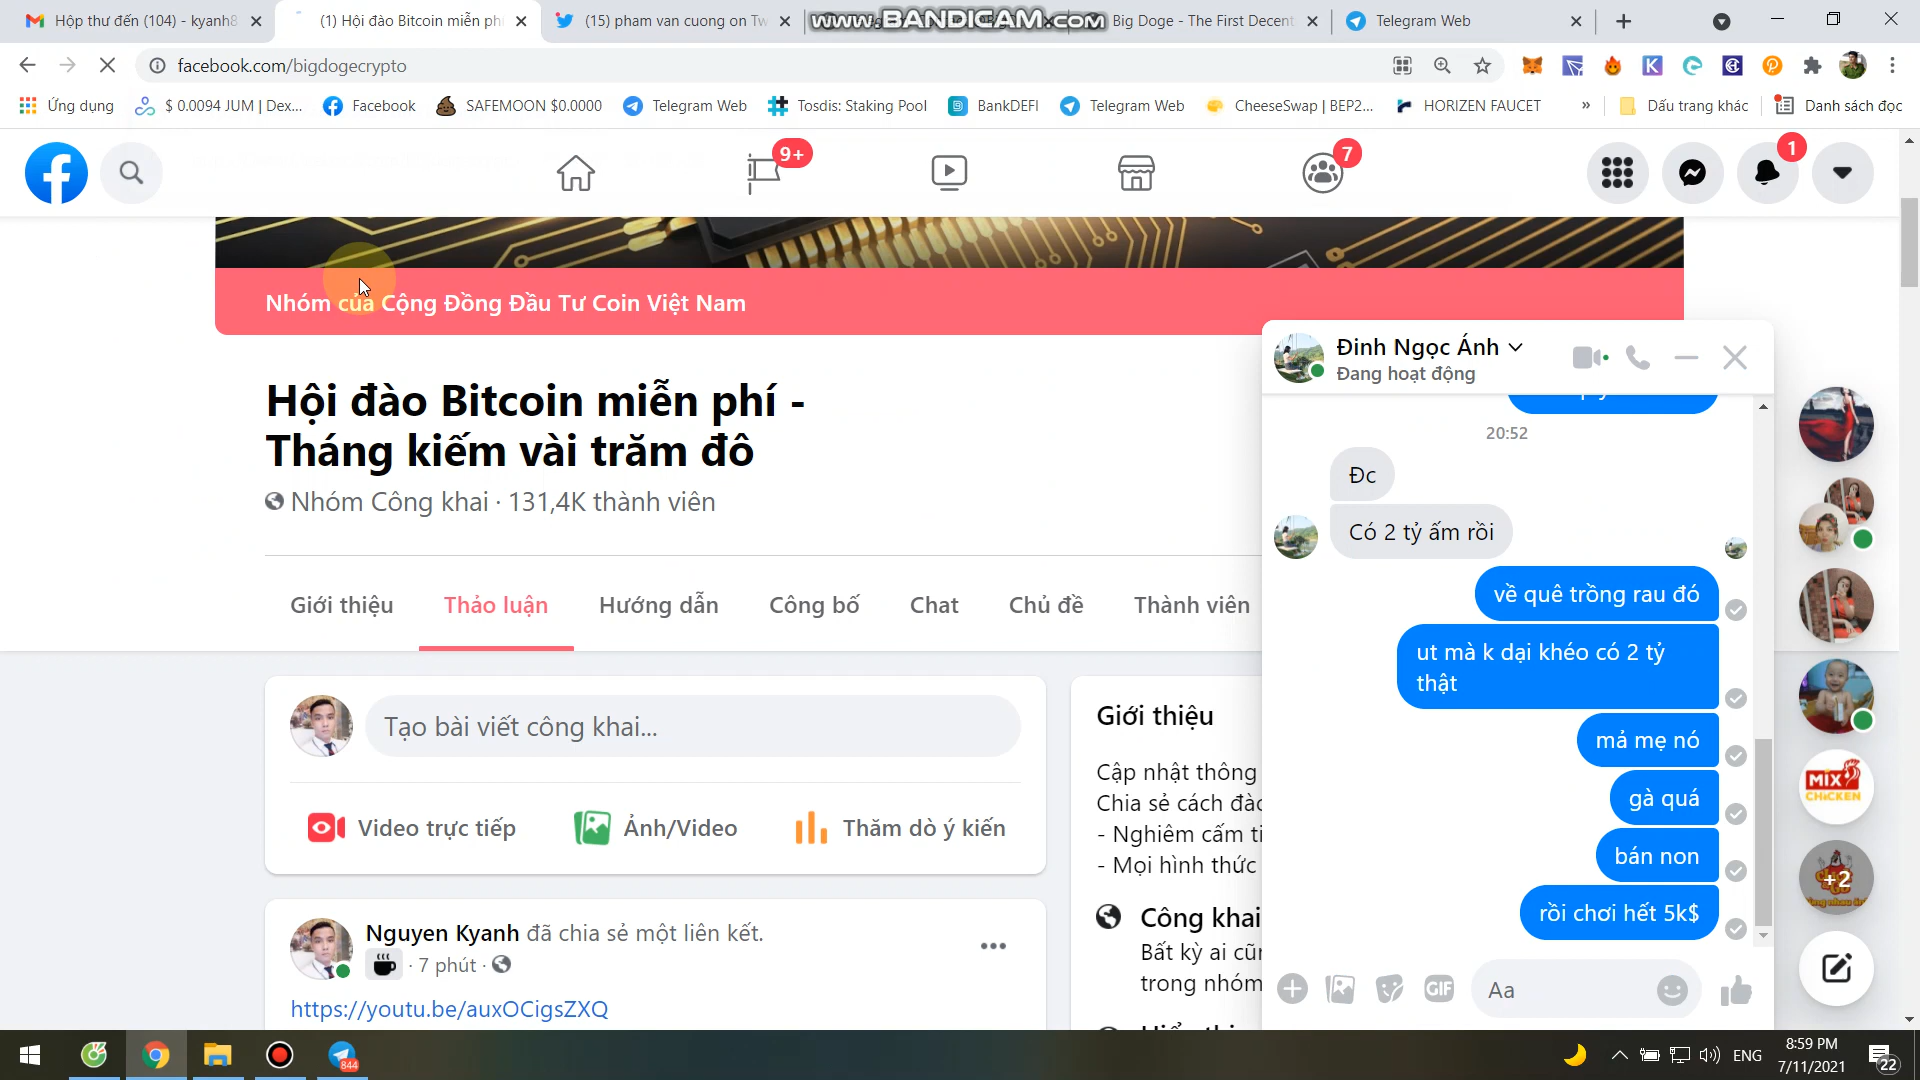 Hộp thư đến (104) - kyanh8
(1) Hội đào Bitcoin miễn ph
(15) pham van cuong on Tw
www.BANDICAM.com
Big Doge - The First Decent
Telegram Web
facebook.com/bigdogecrypto
Ứng dụng
$ 0.0094 JUM | Dex...
Facebook
SAFEMOON $0.0000
Telegram Web
Tosdis: Staking Pool
BankDEFI
Telegram Web
CheeseSwap | BEP2...
HORIZEN FAUCET
»
Dấu trang khác
Danh sách đọc
9+
7
1
Nhóm của Cộng Đồng Đầu Tư Coin Việt Nam
Hội đào Bitcoin miễn phí -
Tháng kiếm vài trăm đô
Nhóm Công khai · 131,4K thành viên
Giới thiệu
Thảo luận
Hướng dẫn
Công bố
Chat
Chủ đề
Thành viên
Tạo bài viết công khai...
Video trực tiếp
Ảnh/Video
Thăm dò ý kiến
Nguyen Kyanh đã chia sẻ một liên kết.
· 7 phút ·
https://youtu.be/auxOCigsZXQ
Giới thiệu
Cập nhật thông
Chia sẻ cách đào
- Nghiêm cấm ti
- Mọi hình thức
Công khai
Bất kỳ ai cũn
trong nhóm
Đinh Ngọc Ánh
Đang hoạt động
20:52
Đc
Có 2 tỷ ấm rồi
về quê trồng rau đó
ut mà k dại khéo có 2 tỷ
thật
mả mẹ nó
gà quá
bán non
rồi chơi hết 5k$
GIF
Aa
MIX
CHICKEN
+2
844
ENG
8:59 PM
7/11/2021
22